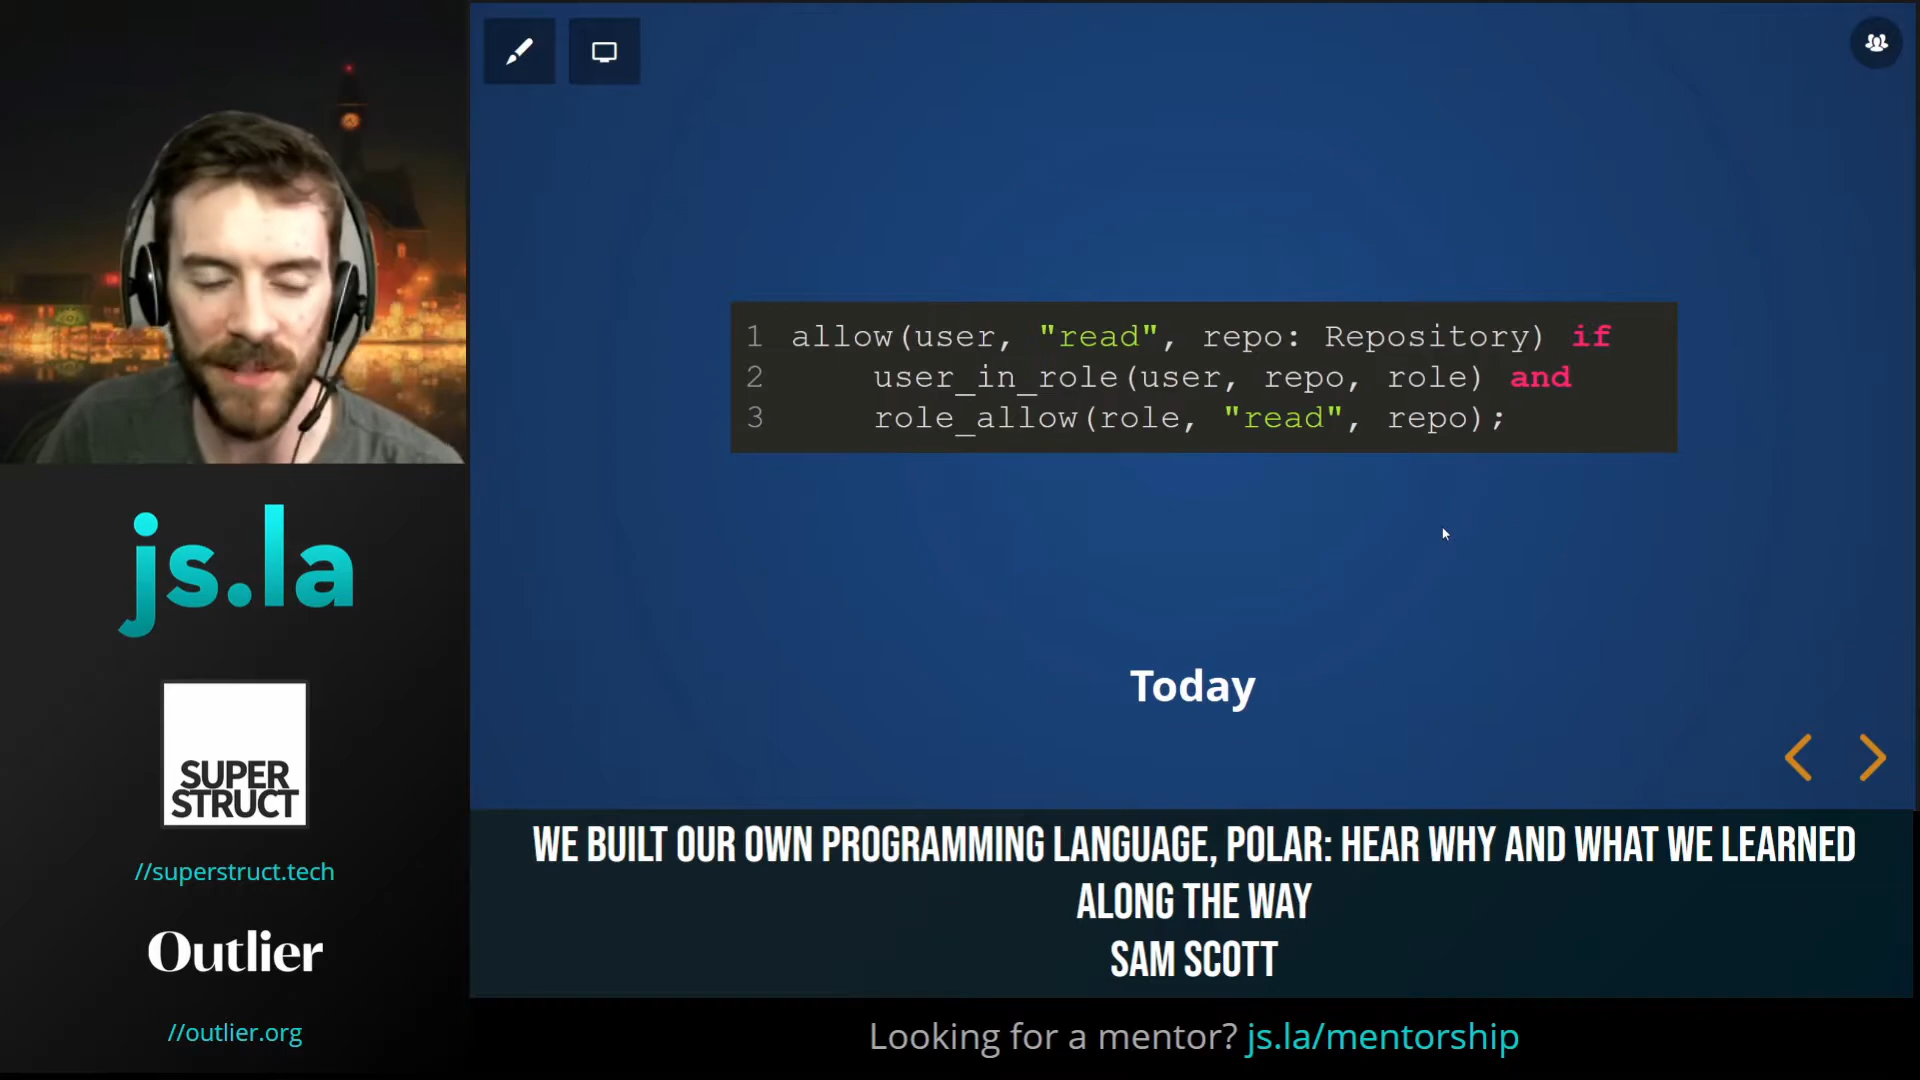 1 allow(user, "read", repo: Repository) if
2     user_in_role(user, repo, role) and
3     role_allow(role, "read", repo);
Today
js.la
SUPER
STRUCT
//superstruct.tech
Outlier
//outlier.org
WE BUILT OUR OWN PROGRAMMING LANGUAGE, POLAR: HEAR WHY AND WHAT WE LEARNED
ALONG THE WAY
SAM SCOTT
Looking for a mentor? js.la/mentorship